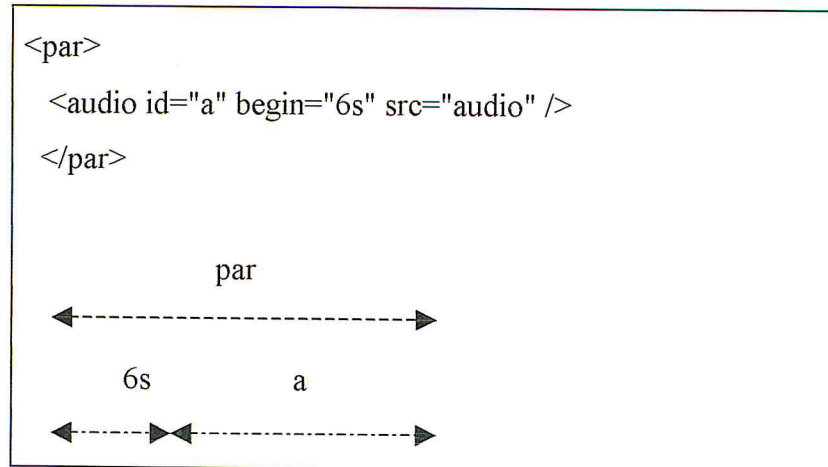 <par>
<audio id="a" begin="6s" src="audio" />
</par>
par
6s a